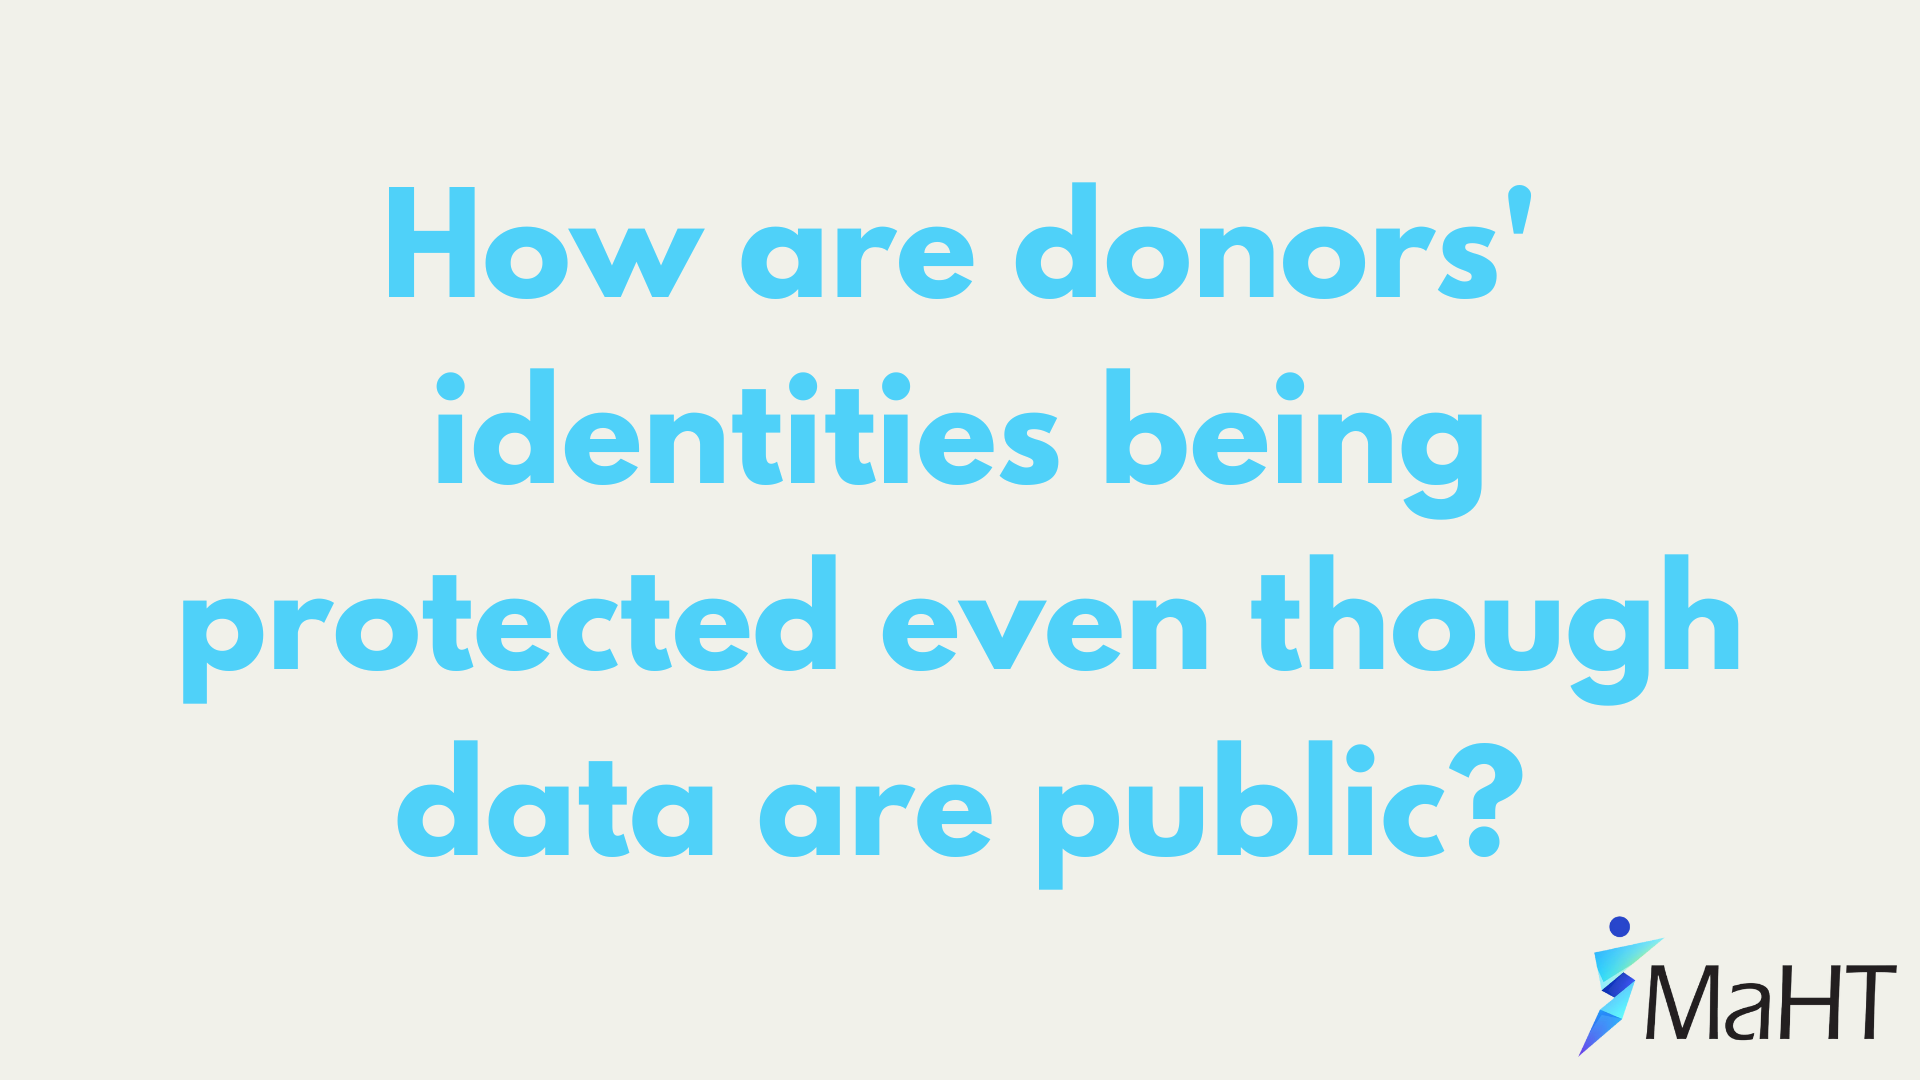 How are donors'
identities being
protected even though
data are public?
MaHT